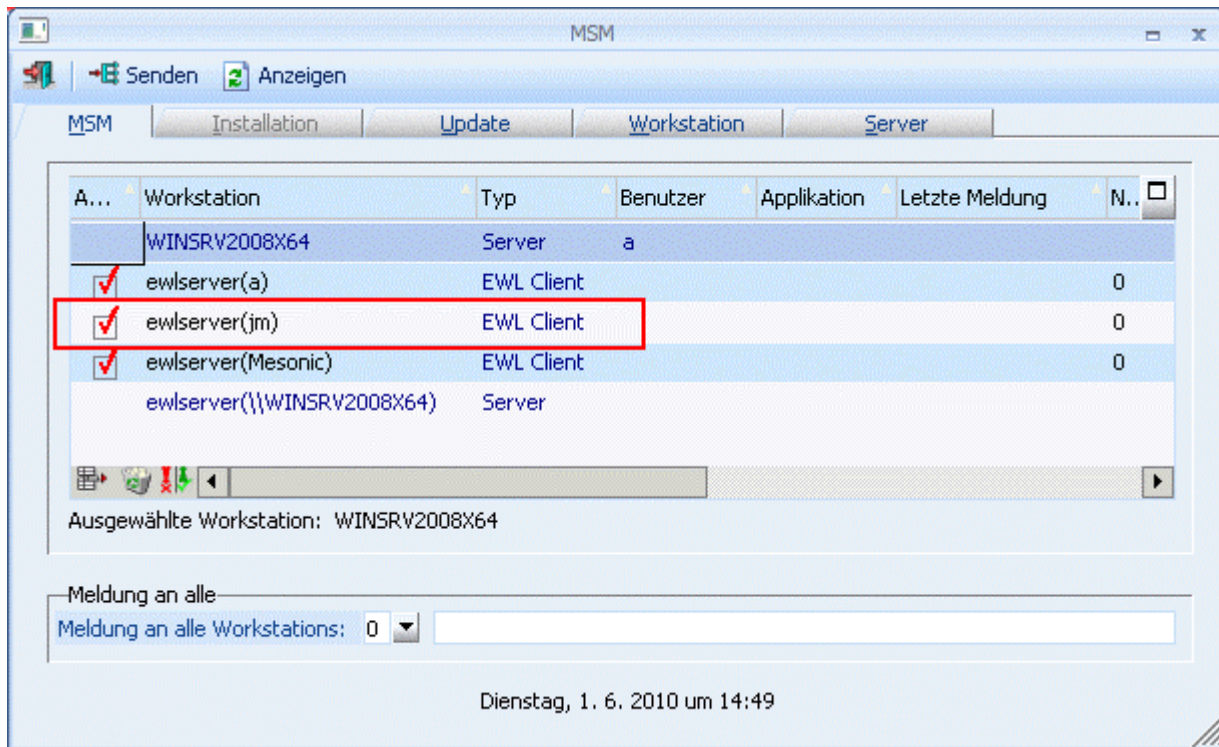 MSM
Senden Anzeigen
MSM Installation Update Workstation Server
A... Workstation Typ Benutzer Applikation Letzte Meldung N..
WINSRV2008X64 Server a
ewlserver(a) EWL Client 0
ewlserver(jm) EWL Client 0
ewlserver(Mesonic) EWL Client 0
ewlserver(\\WINSRV2008X64) Server
Ausgewählte Workstation: WINSRV2008X64
Meldung an alle
Meldung an alle Workstations: 0
Dienstag, 1. 6. 2010 um 14:49